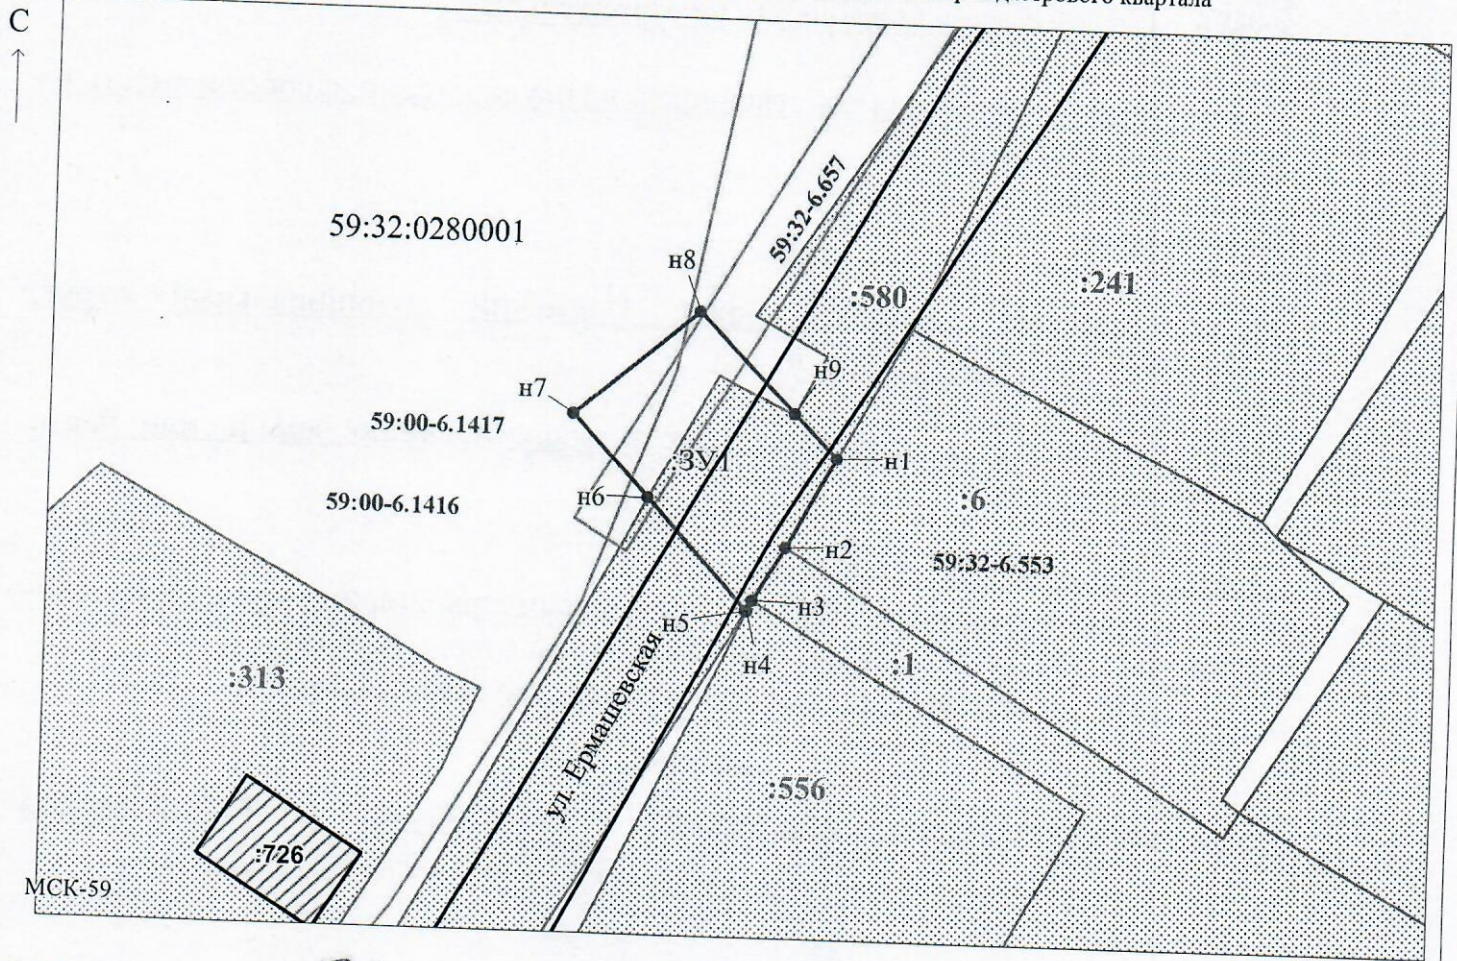 кадастрового квартала
С
59:32-6.657
59:32:0280001
н8
:580
:241
н9
н7
59:00-6.1417
:ЗУ1
н1
59:00-6.1416
н6
:6
н2
59:32-6.553
н3
н5
н4
:1
:313
ул. Ермашевская
:556
:726
МСК-59